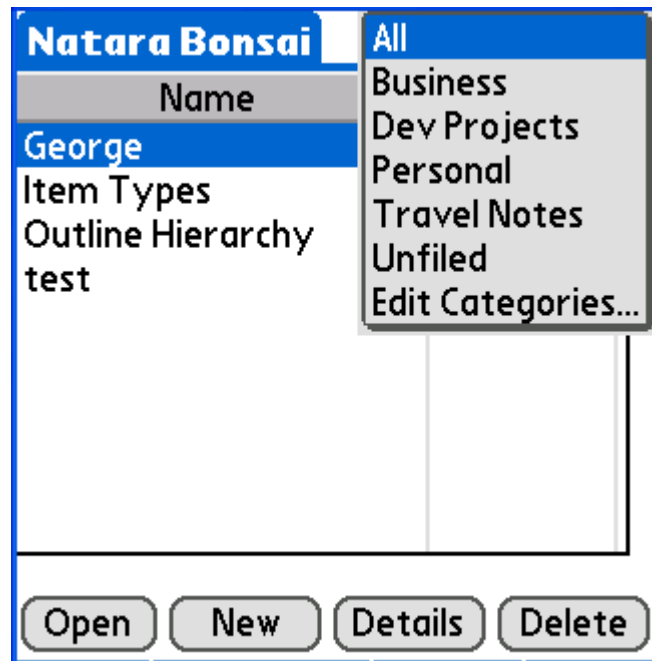 Natara Bonsai
All
Business
Dev Projects
Personal
Travel Notes
Unfiled
Edit Categories...
Name
George
Item Types
Outline Hierarchy
test
Open New Details Delete